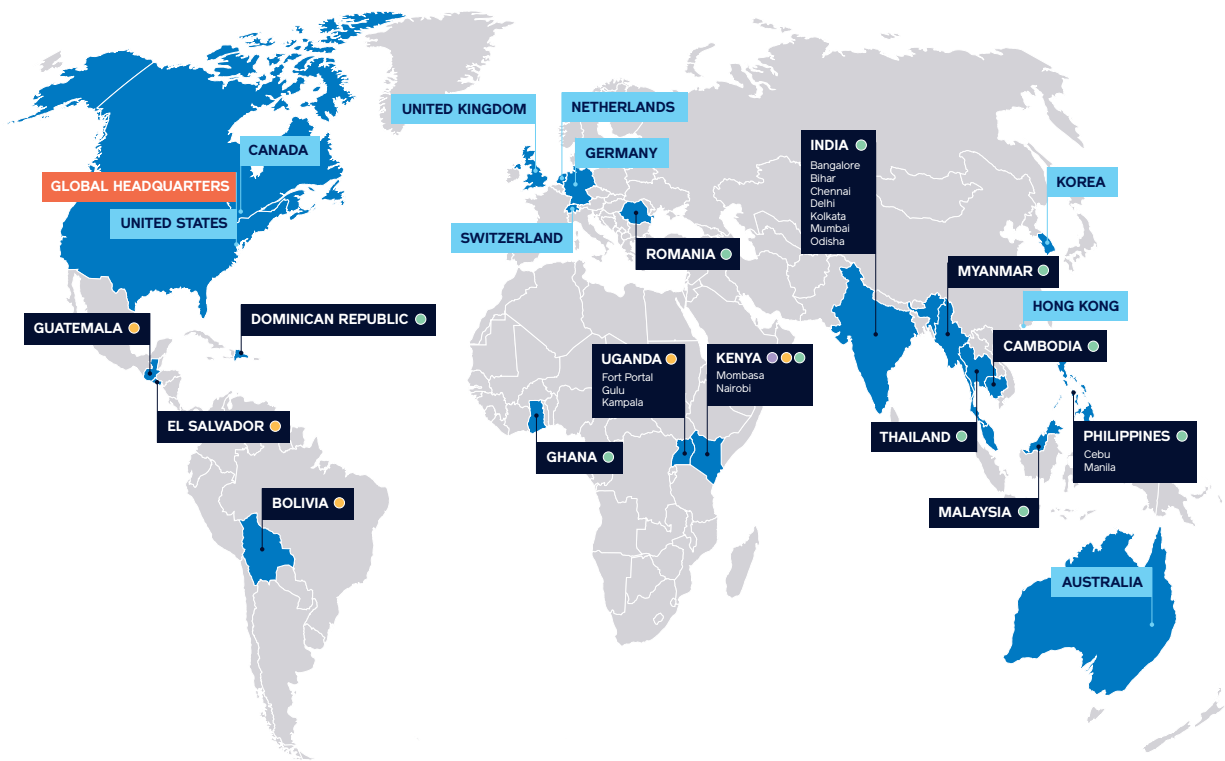 UNITED KINGDOM
NETHERLANDS
CANADA
GERMANY
INDIA
Bangalore
Bihar
Chennai
Delhi
Kolkata
Mumbai
Odisha
KOREA
GLOBAL HEADQUARTERS
UNITED STATES
SWITZERLAND
ROMANIA
MYANMAR
HONG KONG
GUATEMALA
DOMINICAN REPUBLIC
CAMBODIA
UGANDA
Fort Portal
Gulu
Kampala
KENYA
Mombasa
Nairobi
EL SALVADOR
GHANA
THAILAND
PHILIPPINES
Cebu
Manila
BOLIVIA
MALAYSIA
AUSTRALIA